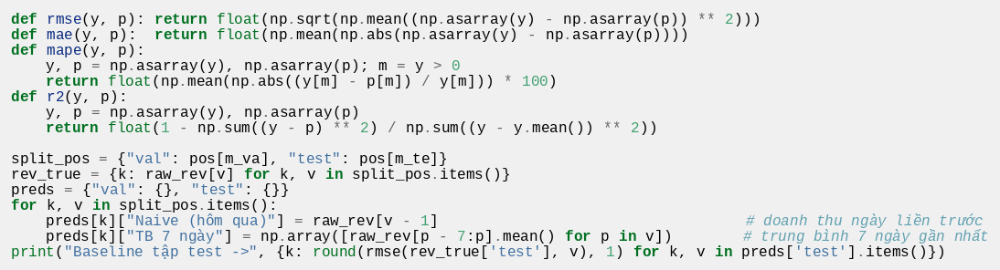 def rmse(y, p): return float(np.sqrt(np.mean((np.asarray(y) - np.asarray(p)) ** 2)))
def mae(y, p):  return float(np.mean(np.abs(np.asarray(y) - np.asarray(p))))
def mape(y, p):
    y, p = np.asarray(y), np.asarray(p); m = y > 0
    return float(np.mean(np.abs((y[m] - p[m]) / y[m])) * 100)
def r2(y, p):
    y, p = np.asarray(y), np.asarray(p)
    return float(1 - np.sum((y - p) ** 2) / np.sum((y - y.mean()) ** 2))

split_pos = {"val": pos[m_va], "test": pos[m_te]}
rev_true = {k: raw_rev[v] for k, v in split_pos.items()}
preds = {"val": {}, "test": {}}
for k, v in split_pos.items():
    preds[k]["Naive (hôm qua)"] = raw_rev[v - 1]                                   # doanh thu ngày liền trước
    preds[k]["TB 7 ngày"] = np.array([raw_rev[p - 7:p].mean() for p in v])        # trung bình 7 ngày gần nhất
print("Baseline tập test ->", {k: round(rmse(rev_true['test'], v), 1) for k, v in preds['test'].items()})